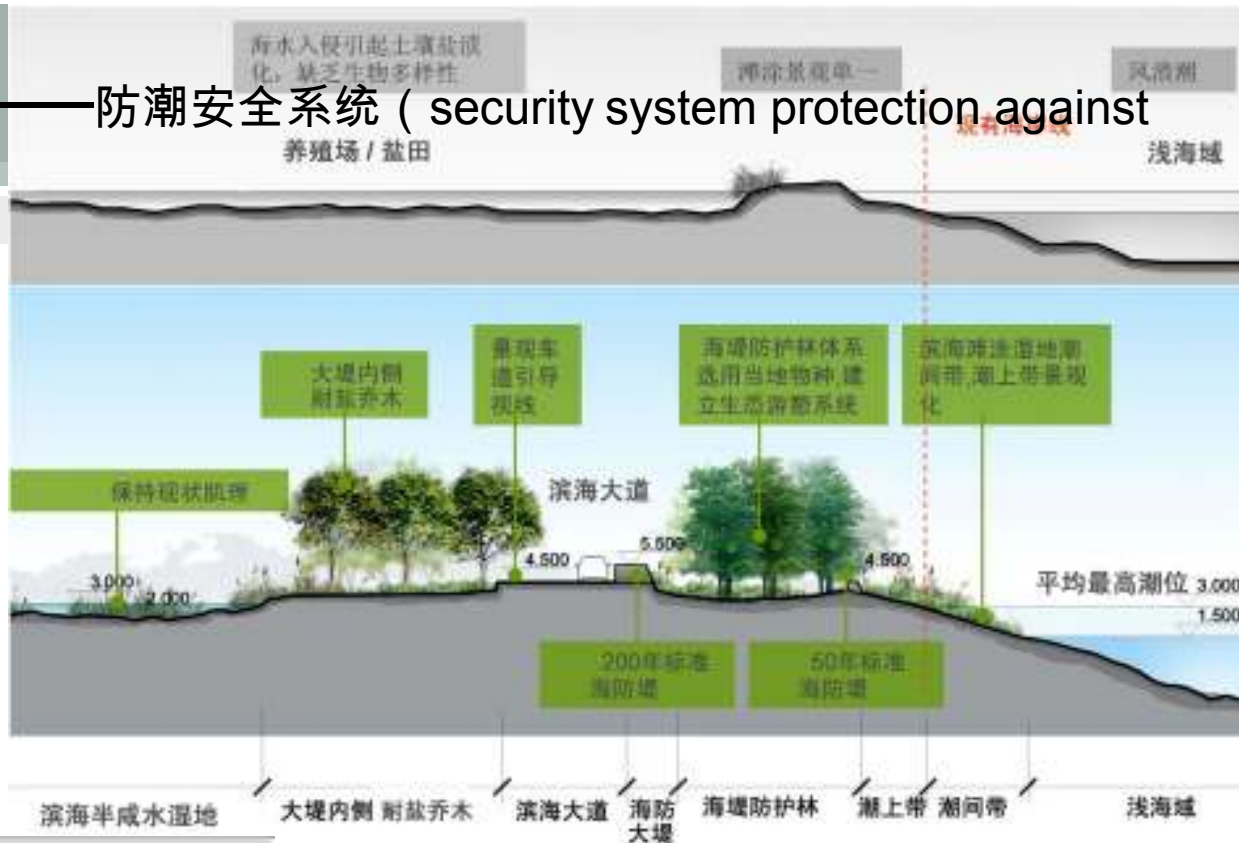 海水入侵引起土壤盐碱
化，缺乏生物多样性
滩涂景观单一
风浪潮
——防潮安全系统（security system protection against
现有海岸线
养殖场 / 盐田
浅海域
大堤内侧
耐盐乔木
景观车
道引导
视线
海堤防护林体系
选用当地物种,建
立生态游憩系统
滨海滩涂湿地潮
间带,潮上带景观
化
保持现状肌理
滨海大道
4.500
5.500
4.500
3.000
2.000
平均最高潮位 3.000
1.500
200年标准
海防堤
50年标准
海防堤
滨海半咸水湿地
大堤内侧 耐盐乔木
滨海大道
海防
大堤
海堤防护林
潮上带
潮间带
浅海域